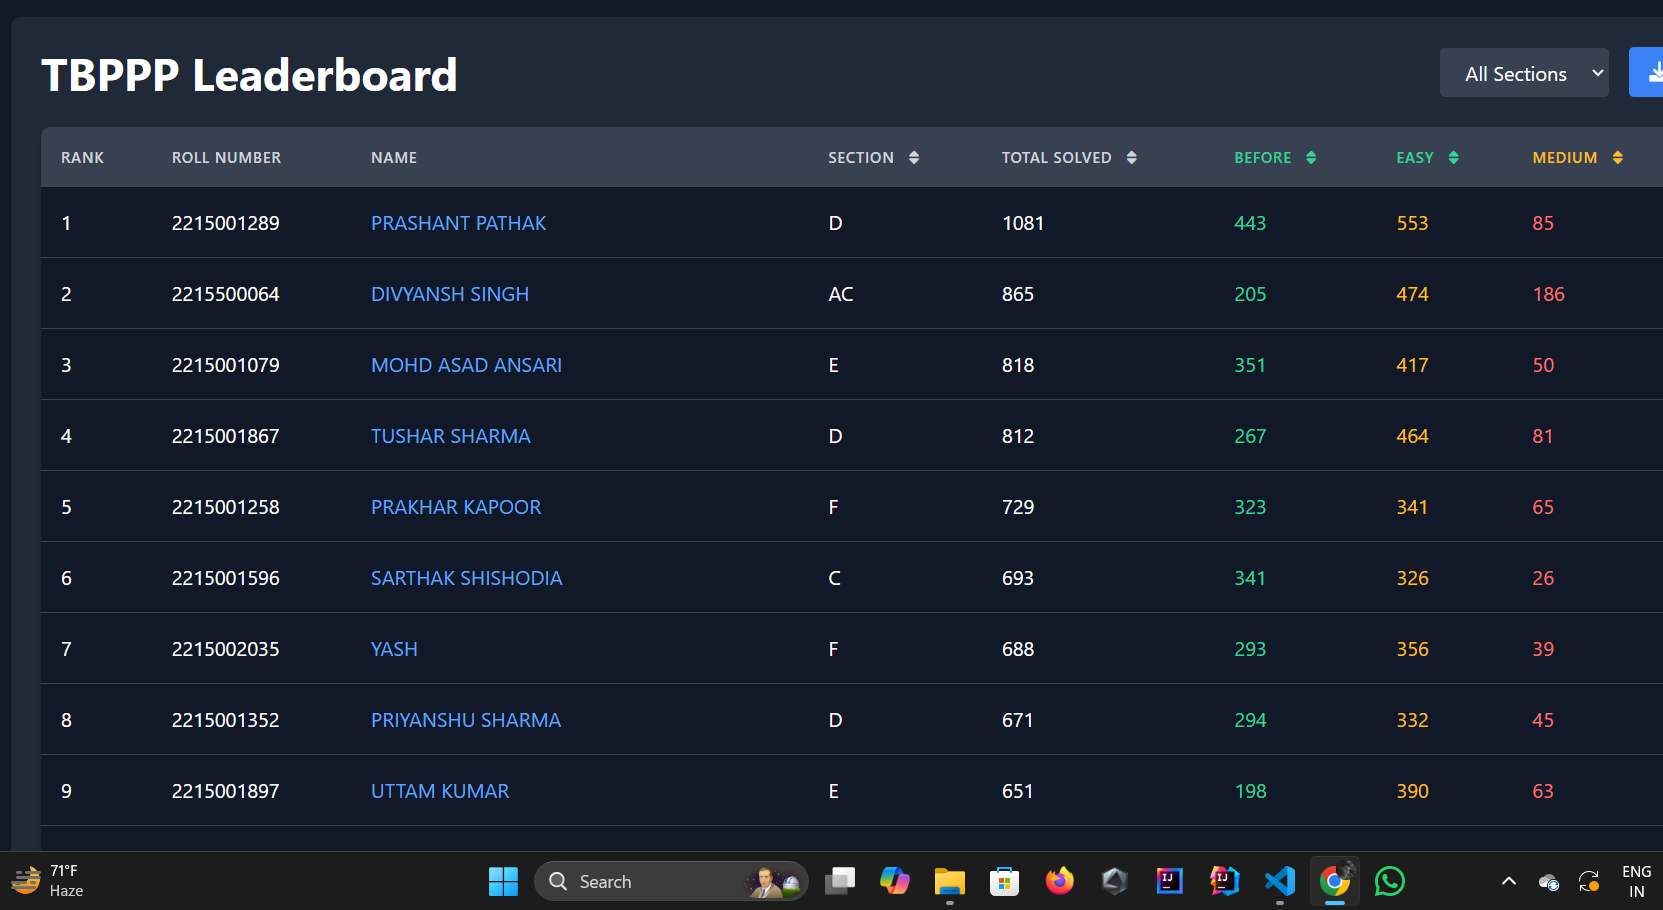 TBPPP Leaderboard
All Sections
RANK ROLL NUMBER NAME SECTION TOTAL SOLVED BEFORE EASY MEDIUM
1 2215001289 PRASHANT PATHAK D 1081 443 553 85
2 2215500064 DIVYANSH SINGH AC 865 205 474 186
3 2215001079 MOHD ASAD ANSARI E 818 351 417 50
4 2215001867 TUSHAR SHARMA D 812 267 464 81
5 2215001258 PRAKHAR KAPOOR F 729 323 341 65
6 2215001596 SARTHAK SHISHODIA C 693 341 326 26
7 2215002035 YASH F 688 293 356 39
8 2215001352 PRIYANSHU SHARMA D 671 294 332 45
9 2215001897 UTTAM KUMAR E 651 198 390 63
71°F
Haze
Search
IJ
IJ
ENG
IN